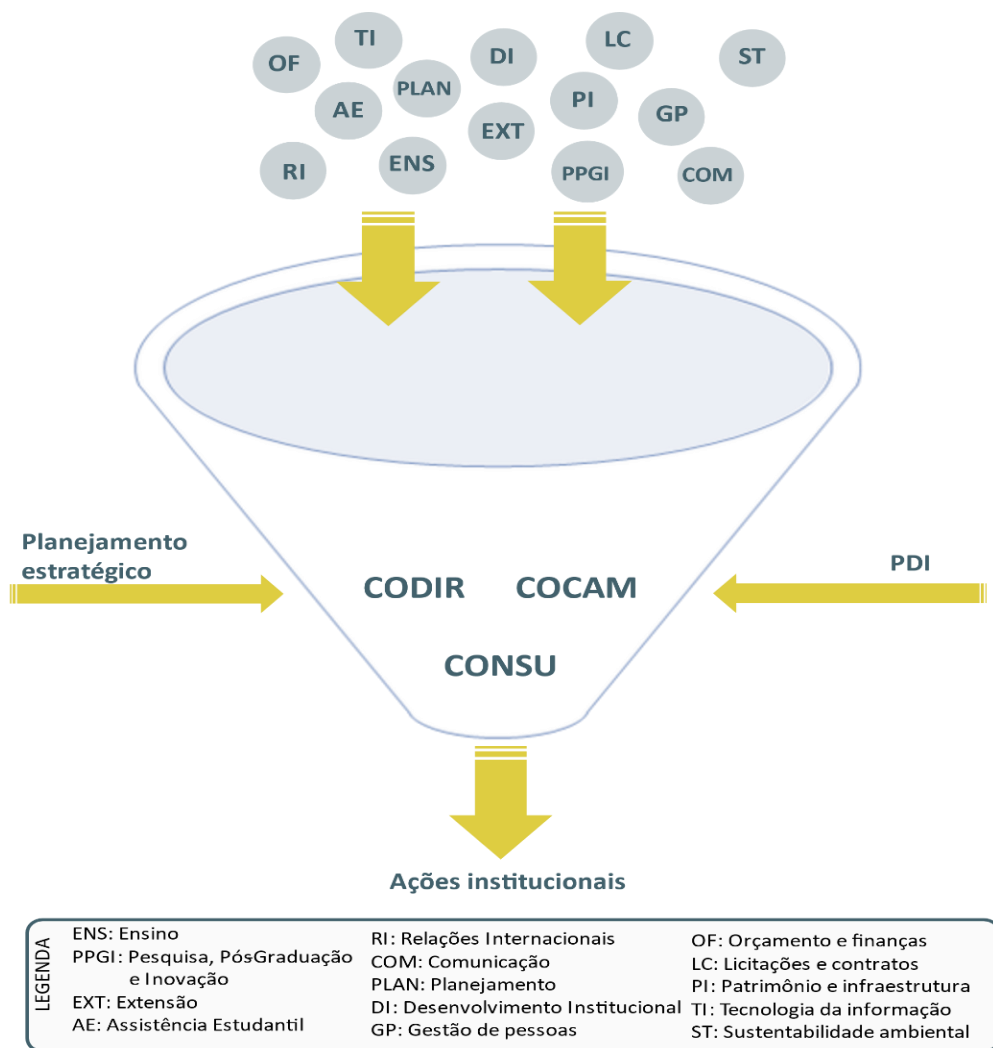 TI
LC
OF
DI
ST
PLAN
AE
PI
GP
EXT
RI
ENS
PPGI
COM
Planejamento
estratégico
PDI
CODIR
COCAM
CONSU
Ações institucionais
LEGENDA
ENS: Ensino
PPGI: Pesquisa, PósGraduação
e Inovação
EXT: Extensão
AE: Assistência Estudantil
RI: Relações Internacionais
COM: Comunicação
PLAN: Planejamento
DI: Desenvolvimento Institucional
GP: Gestão de pessoas
OF: Orçamento e finanças
LC: Licitações e contratos
PI: Patrimônio e infraestrutura
TI: Tecnologia da informação
ST: Sustentabilidade ambiental